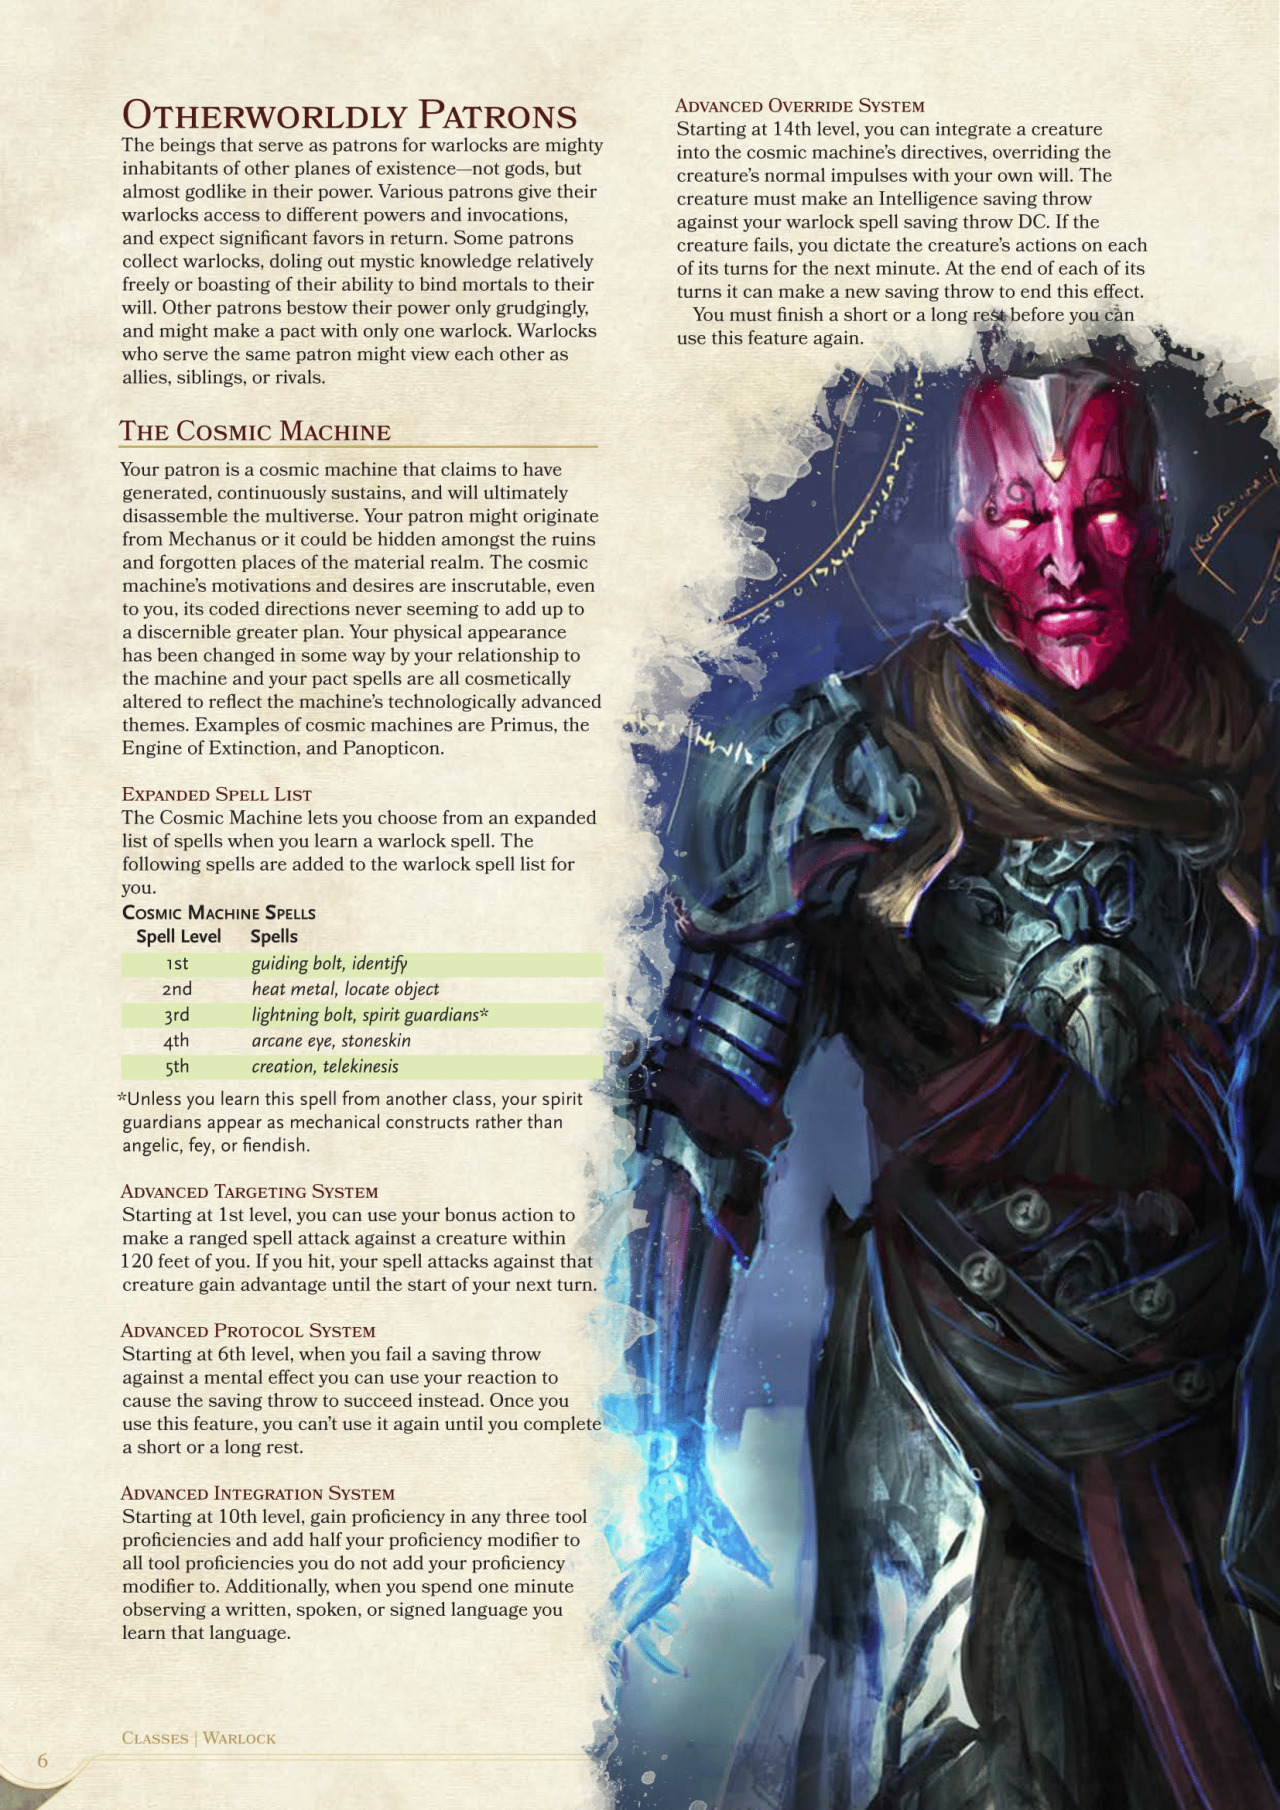 Otherworldly Patrons
The beings that serve as patrons for warlocks are mighty
inhabitants of other planes of existence—not gods, but
almost godlike in their power. Various patrons give their
warlocks access to different powers and invocations,
and expect significant favors in return. Some patrons
collect warlocks, doling out mystic knowledge relatively
freely or boasting of their ability to bind mortals to their
will. Other patrons bestow their power only grudgingly,
and might make a pact with only one warlock. Warlocks
who serve the same patron might view each other as
allies, siblings, or rivals.
The Cosmic Machine
Your patron is a cosmic machine that claims to have
generated, continuously sustains, and will ultimately
disassemble the multiverse. Your patron might originate
from Mechanus or it could be hidden amongst the ruins
and forgotten places of the material realm. The cosmic
machine's motivations and desires are inscrutable, even
to you, its coded directions never seeming to add up to
a discernible greater plan. Your physical appearance
has been changed in some way by your relationship to
the machine and your pact spells are all cosmetically
altered to reflect the machine's technologically advanced
themes. Examples of cosmic machines are Primus, the
Engine of Extinction, and Panopticon.
Expanded Spell List
The Cosmic Machine lets you choose from an expanded
list of spells when you learn a warlock spell. The
following spells are added to the warlock spell list for
you.
Cosmic Machine Spells
Spell Level Spells
1st guiding bolt, identify
2nd heat metal, locate object
3rd lightning bolt, spirit guardians*
4th arcane eye, stoneskin
5th creation, telekinesis
*Unless you learn this spell from another class, your spirit
guardians appear as mechanical constructs rather than
angelic, fey, or fiendish.
Advanced Targeting System
Starting at 1st level, you can use your bonus action to
make a ranged spell attack against a creature within
120 feet of you. If you hit, your spell attacks against that
creature gain advantage until the start of your next turn.
Advanced Protocol System
Starting at 6th level, when you fail a saving throw
against a mental effect you can use your reaction to
cause the saving throw to succeed instead. Once you
use this feature, you can't use it again until you complete
a short or a long rest.
Advanced Integration System
Starting at 10th level, gain proficiency in any three tool
proficiencies and add half your proficiency modifier to
all tool proficiencies you do not add your proficiency
modifier to. Additionally, when you spend one minute
observing a written, spoken, or signed language you
learn that language.
Advanced Override System
Starting at 14th level, you can integrate a creature
into the cosmic machine's directives, overriding the
creature's normal impulses with your own will. The
creature must make an Intelligence saving throw
against your warlock spell saving throw DC. If the
creature fails, you dictate the creature's actions on each
of its turns for the next minute. At the end of each of its
turns it can make a new saving throw to end this effect.
You must finish a short or a long rest before you can
use this feature again.
Classes | Warlock
6